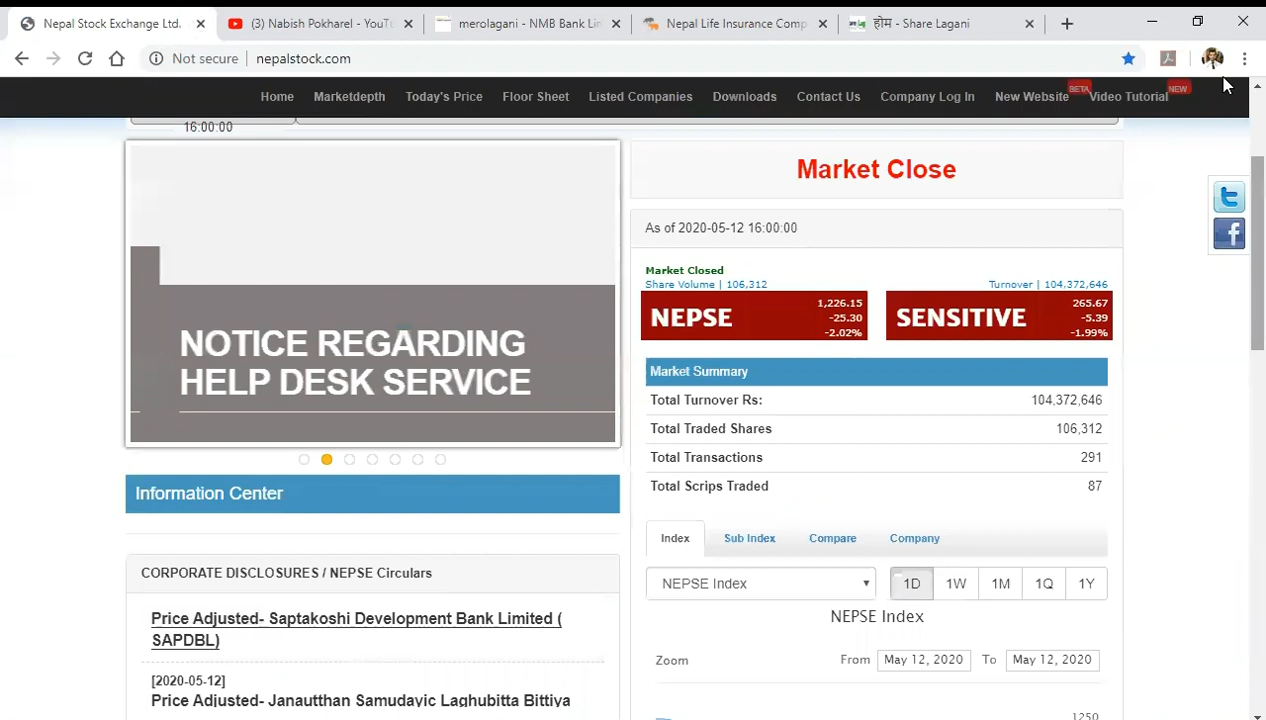 Nepal Stock Exchange Ltd.
(3) Nabish Pokharel - YouTu
merolagani - NMB Bank Lin
Nepal Life Insurance Comp
होम - Share Lagani
Not secure
nepalstock.com
Home
Marketdepth
Today's Price
Floor Sheet
Listed Companies
Downloads
Contact Us
Company Log In
New Website
BETA
Video Tutorial
NEW
16:00:00
Market Close
As of 2020-05-12 16:00:00
Market Closed
Share Volume | 106,312
Turnover | 104,372,646
NEPSE
1,226.15
-25.30
-2.02%
SENSITIVE
265.67
-5.39
-1.99%
NOTICE REGARDING
HELP DESK SERVICE
Market Summary
Total Turnover Rs: 104,372,646
Total Traded Shares 106,312
Total Transactions 291
Total Scrips Traded 87
Information Center
Index
Sub Index
Compare
Company
CORPORATE DISCLOSURES / NEPSE Circulars
NEPSE Index
1D
1W
1M
1Q
1Y
NEPSE Index
Price Adjusted- Saptakoshi Development Bank Limited (
SAPDBL)
Zoom
From May 12, 2020 To May 12, 2020
[2020-05-12]
Price Adjusted- Janautthan Samudayic Laghubitta Bittiya
1250